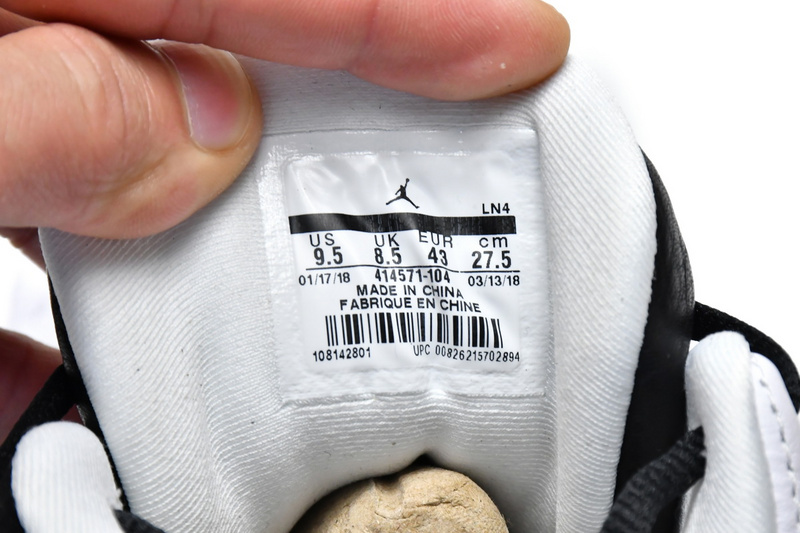 LN4
US UK EUR cm
9.5 8.5 43 27.5
01/17/18 414571-104 03/13/18
MADE IN CHINA
FABRIQUE EN CHINE
108142801 UPC 00826215702894